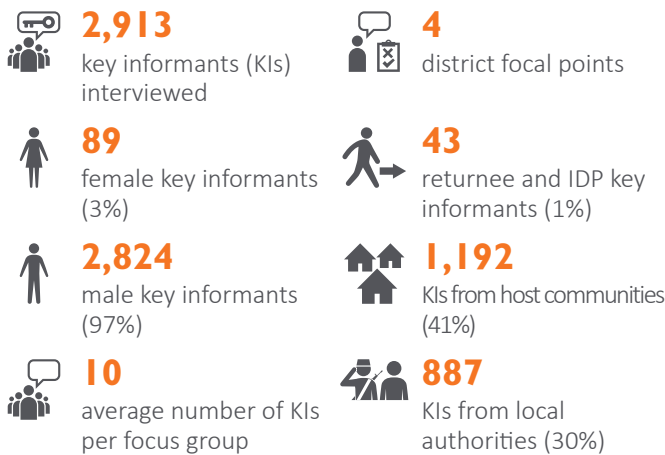 2,913
key informants (KIs)
interviewed
4
district focal points
89
female key informants
(3%)
43
returnee and IDP key
informants (1%)
2,824
male key informants
(97%)
1,192
KIs from host communities
(41%)
10
average number of KIs
per focus group
887
KIs from local
authorities (30%)